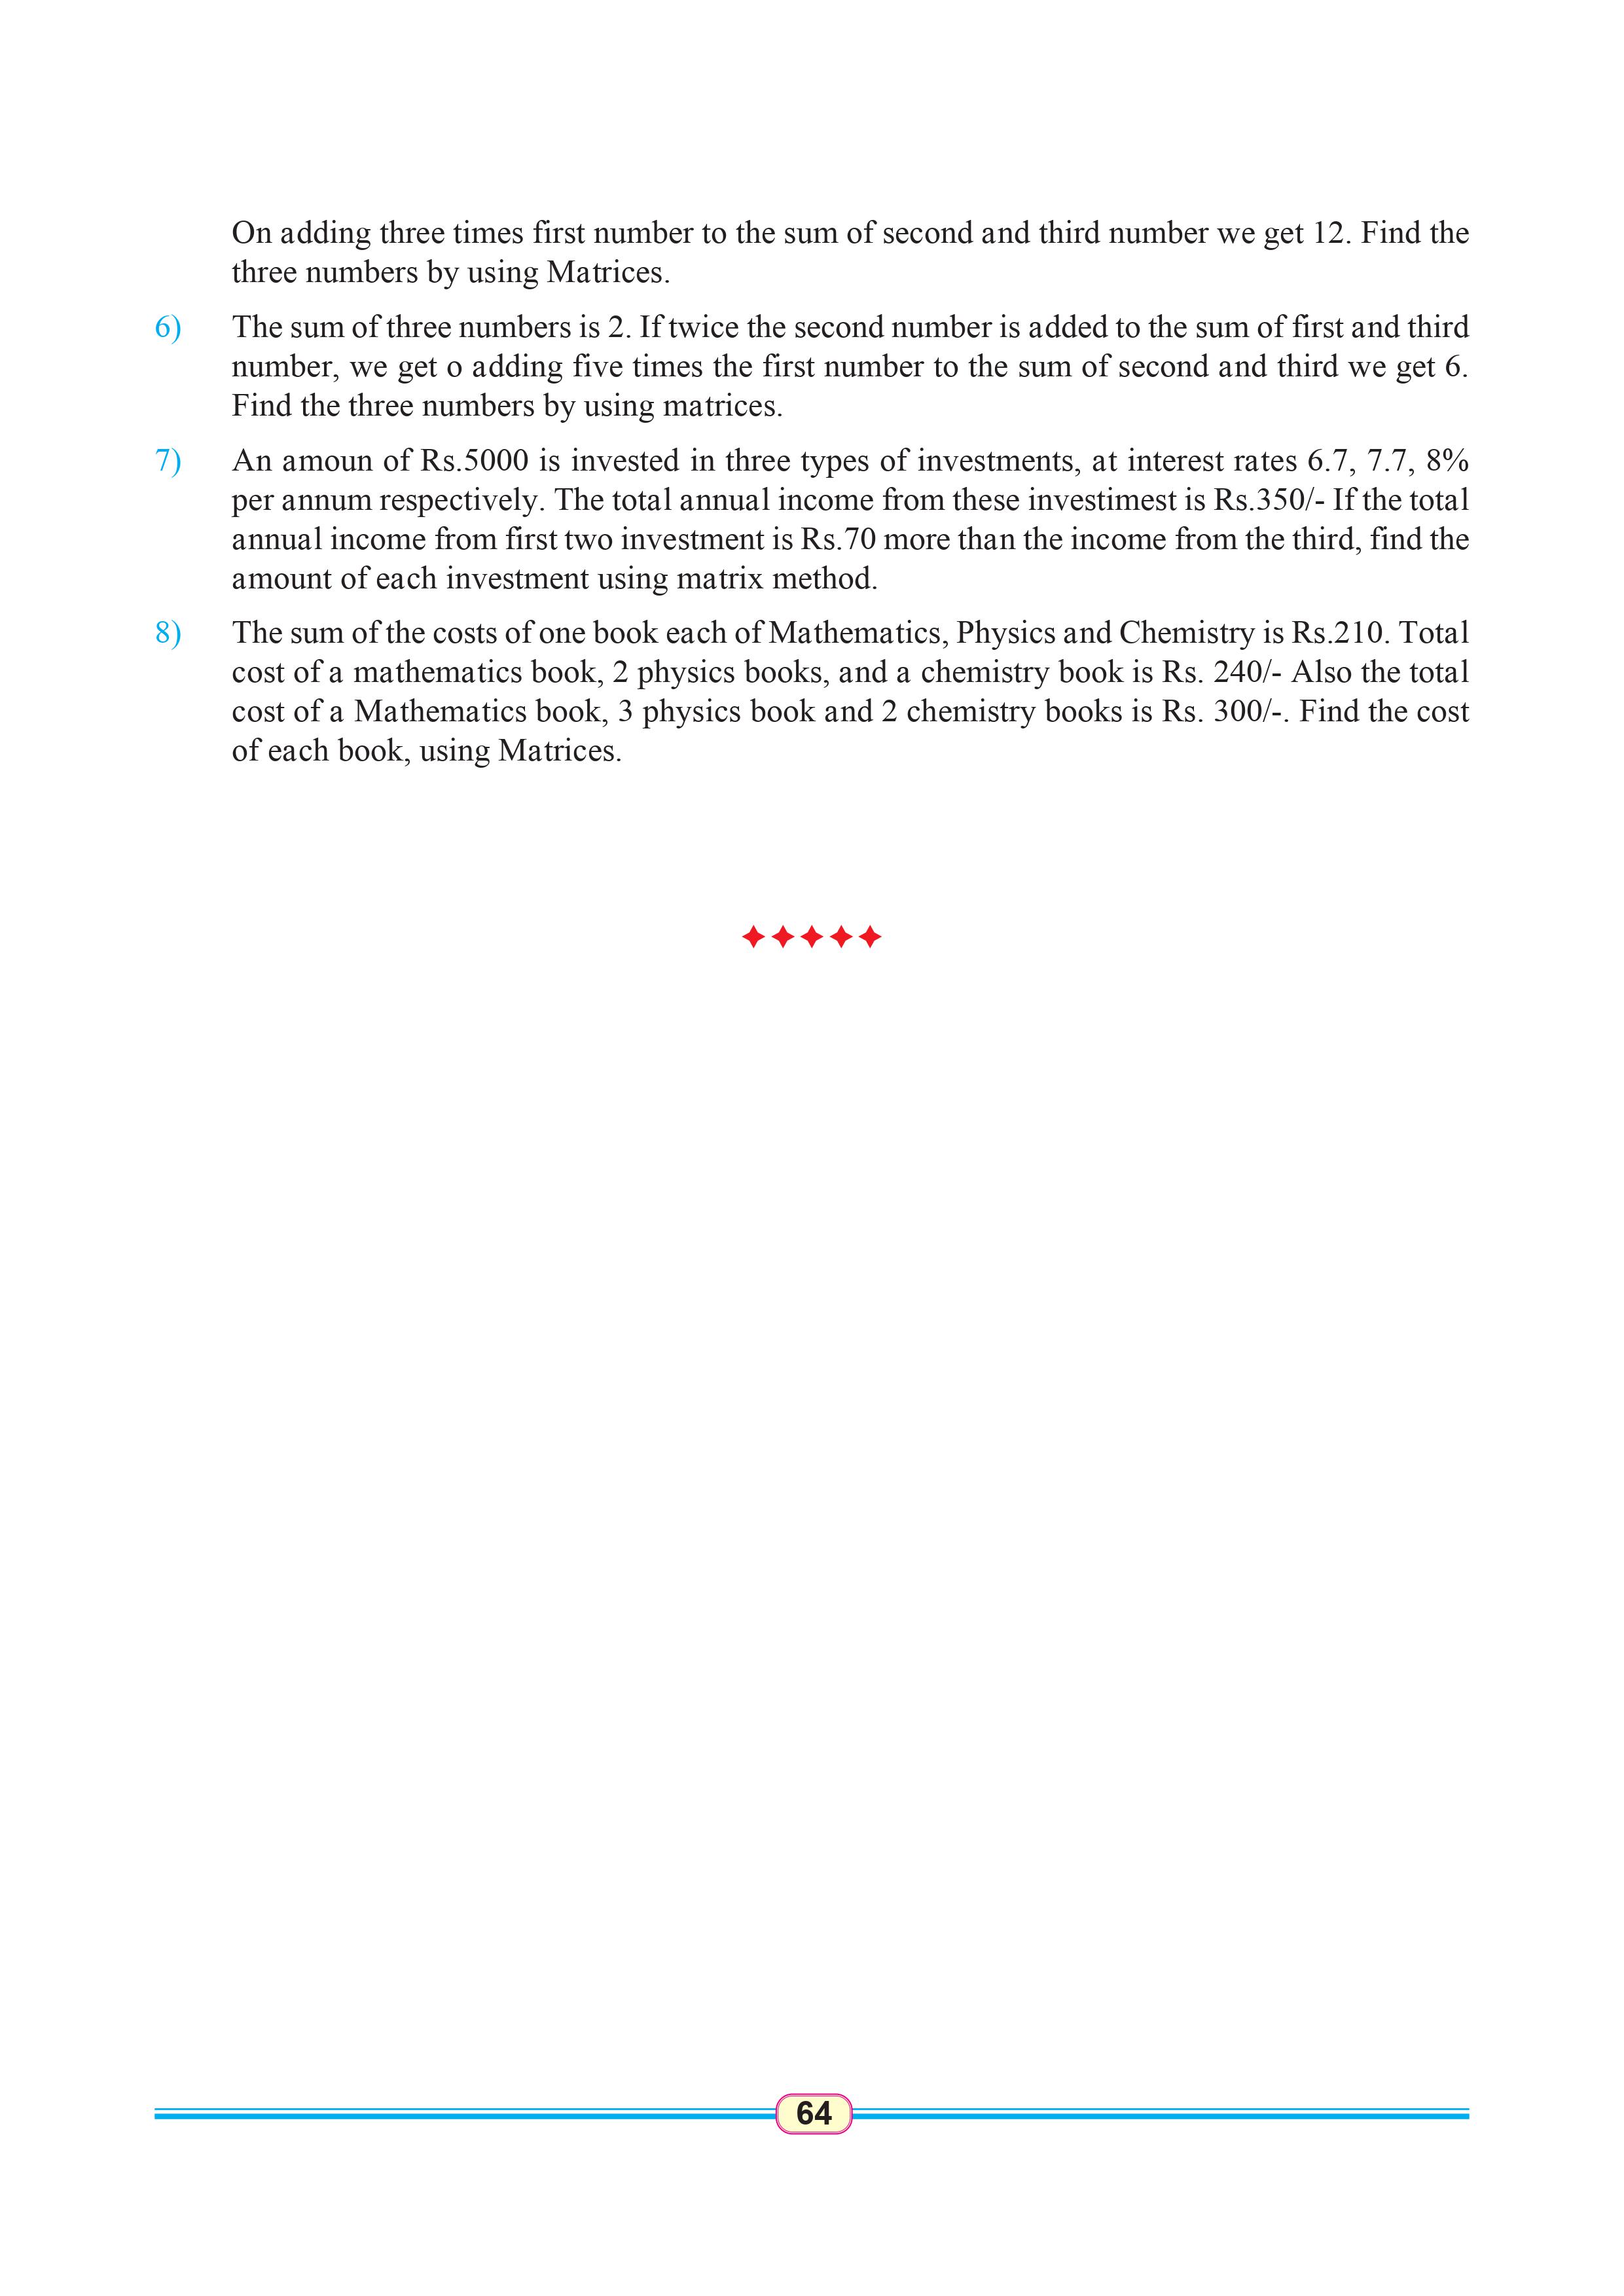 On adding three times first number to the sum of second and third number we get 12. Find the
three numbers by using Matrices.
6) The sum of three numbers is 2. If twice the second number is added to the sum of first and third
number, we get o adding five times the first number to the sum of second and third we get 6.
Find the three numbers by using matrices.
7) An amoun of Rs.5000 is invested in three types of investments, at interest rates 6.7, 7.7, 8%
per annum respectively. The total annual income from these investimest is Rs.350/- If the total
annual income from first two investment is Rs.70 more than the income from the third, find the
amount of each investment using matrix method.
8) The sum of the costs of one book each of Mathematics, Physics and Chemistry is Rs.210. Total
cost of a mathematics book, 2 physics books, and a chemistry book is Rs. 240/- Also the total
cost of a Mathematics book, 3 physics book and 2 chemistry books is Rs. 300/-. Find the cost
of each book, using Matrices.
64